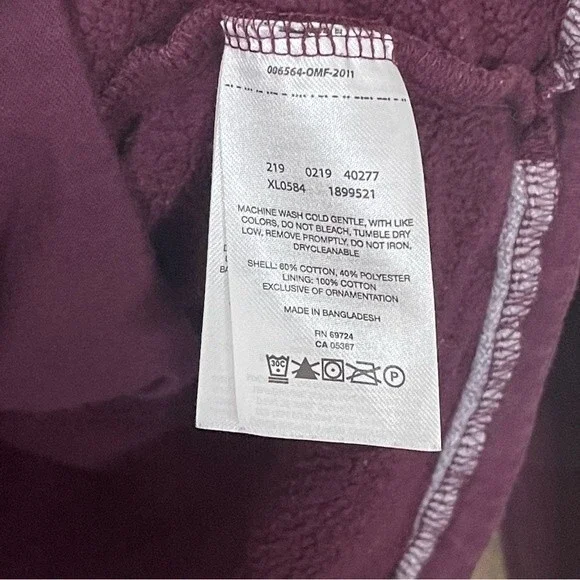 006564-OMF-2011
219 0219 40277
XL0584 1899521
MACHINE WASH COLD GENTLE, WITH LIKE
COLORS, DO NOT BLEACH, TUMBLE DRY
LOW, REMOVE PROMPTLY, DO NOT IRON,
DRYCLEANABLE
SHELL: 60% COTTON, 40% POLYESTER
LINING: 100% COTTON
EXCLUSIVE OF ORNAMENTATION
MADE IN BANGLADESH
RN 69724
CA 05367
30C
P